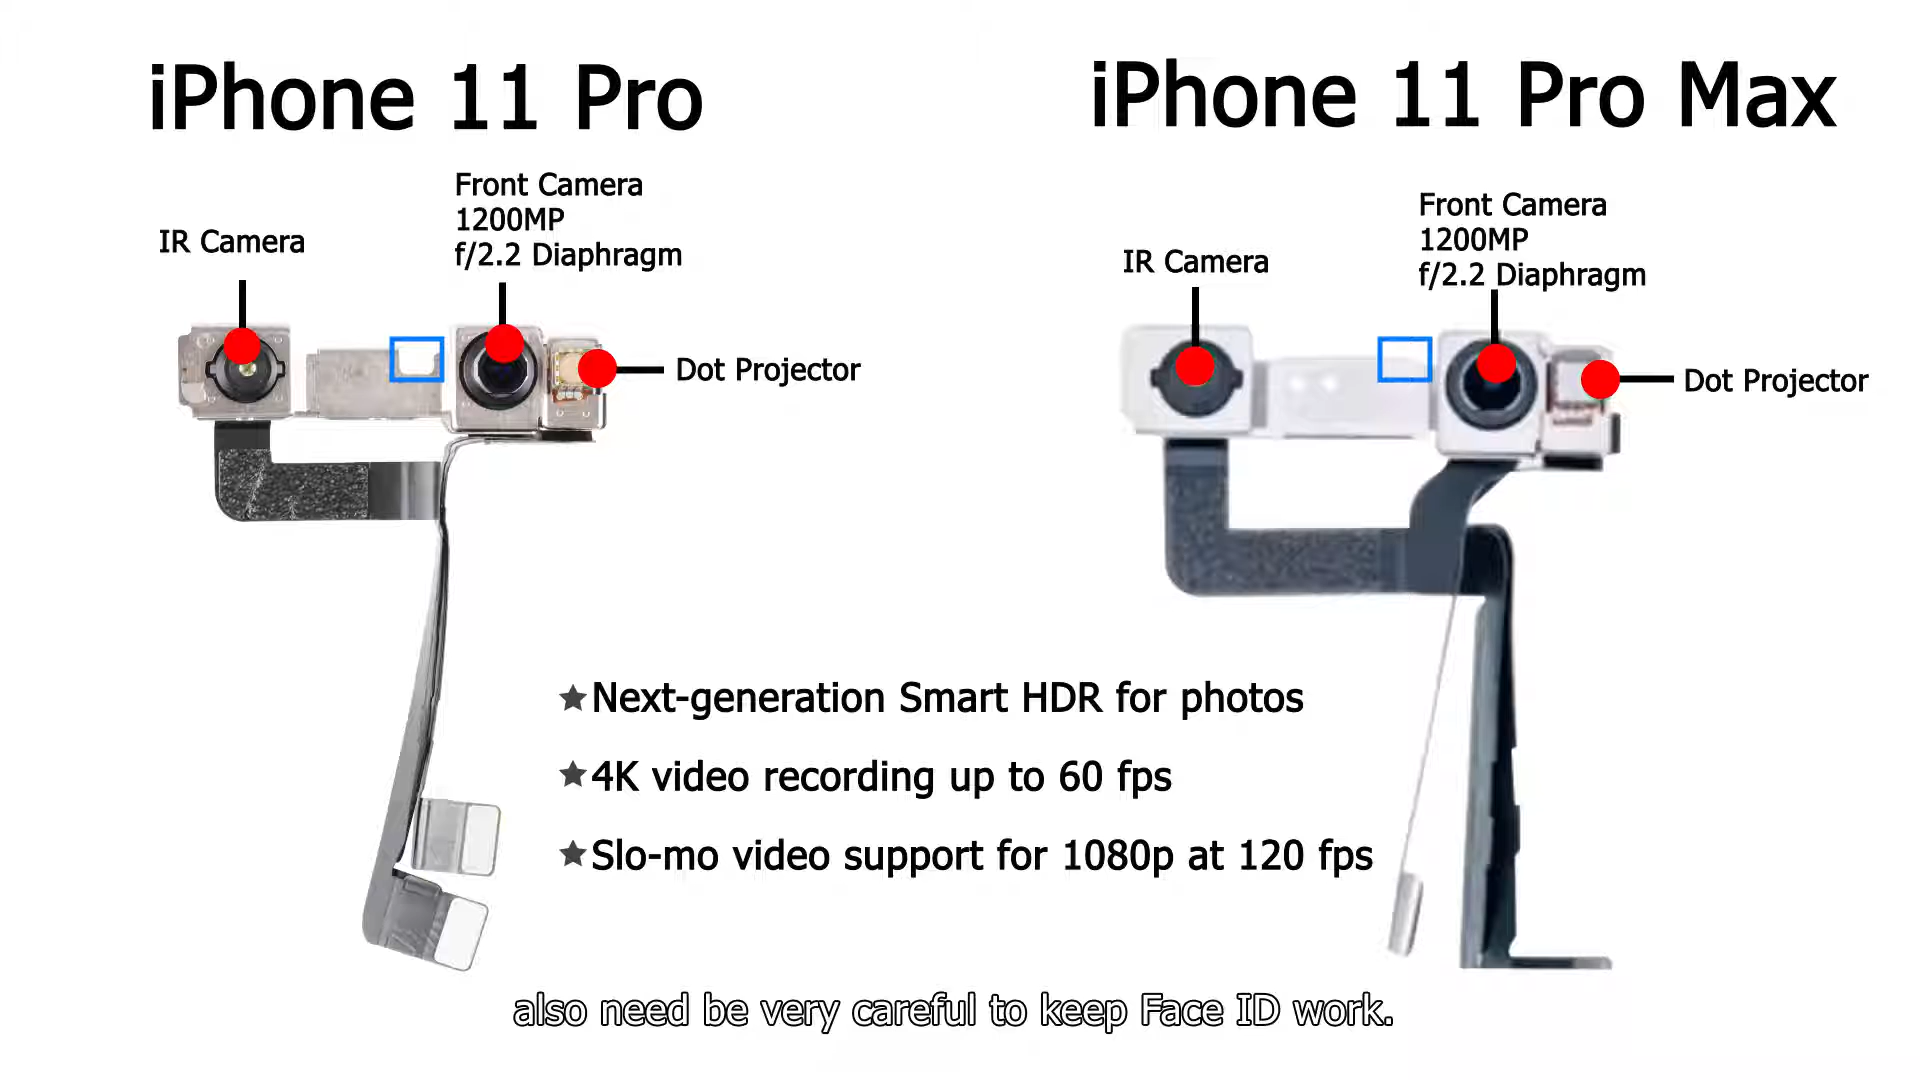 iPhone 11 Pro
iPhone 11 Pro Max
Front Camera
1200MP
f/2.2 Diaphragm
IR Camera
Dot Projector
Front Camera
1200MP
f/2.2 Diaphragm
IR Camera
Dot Projector
★Next-generation Smart HDR for photos
★4K video recording up to 60 fps
★Slo-mo video support for 1080p at 120 fps
also need be very careful to keep Face ID work.